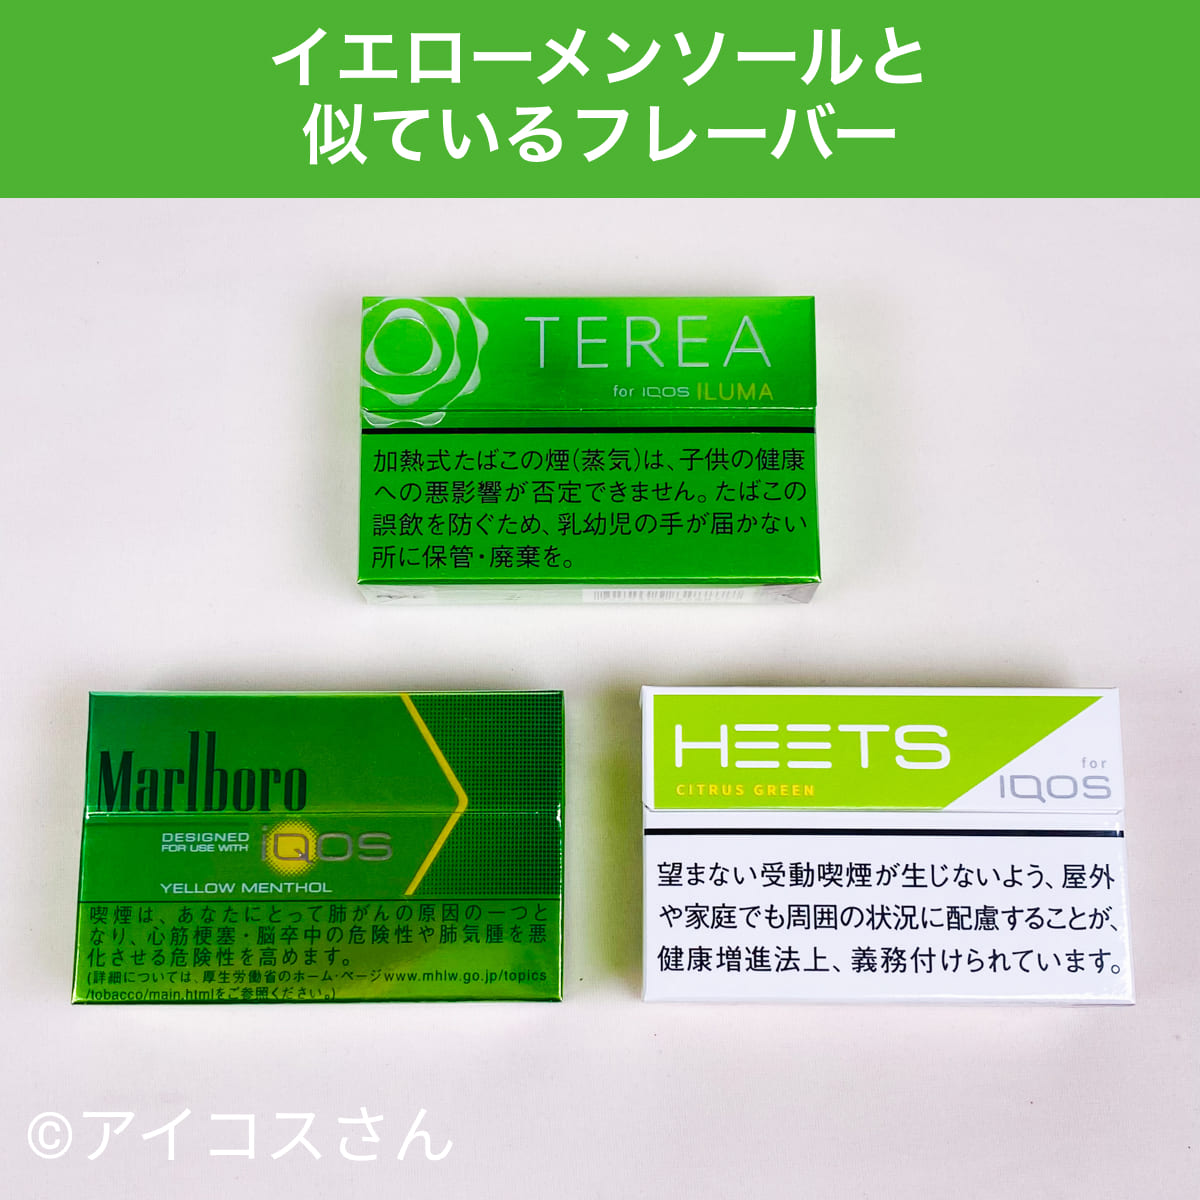 イエローメンソールと
似ているフレーバー
TEREA
for IQOS ILUMA
加熱式たばこの煙(蒸気)は、子供の健康
への悪影響が否定できません。たばこの
誤飲を防ぐため、乳幼児の手が届かない
所に保管・廃棄を。
Marlboro
DESIGNED
FOR USE WITH
iQOS
YELLOW MENTHOL
喫煙は、あなたにとって肺がんの原因の一つと
なり、心筋梗塞・脳卒中の危険性や肺気腫を悪
化させる危険性を高めます。
(詳細については、厚生労働省のホーム・ページwww.mhlw.go.jp/topics
/tobacco/main.htmlをご参照ください。)
HEETS
CITRUS GREEN
for
IQOS
望まない受動喫煙が生じないよう、屋外
や家庭でも周囲の状況に配慮することが、
健康増進法上、義務付けられています。
©アイコスさん